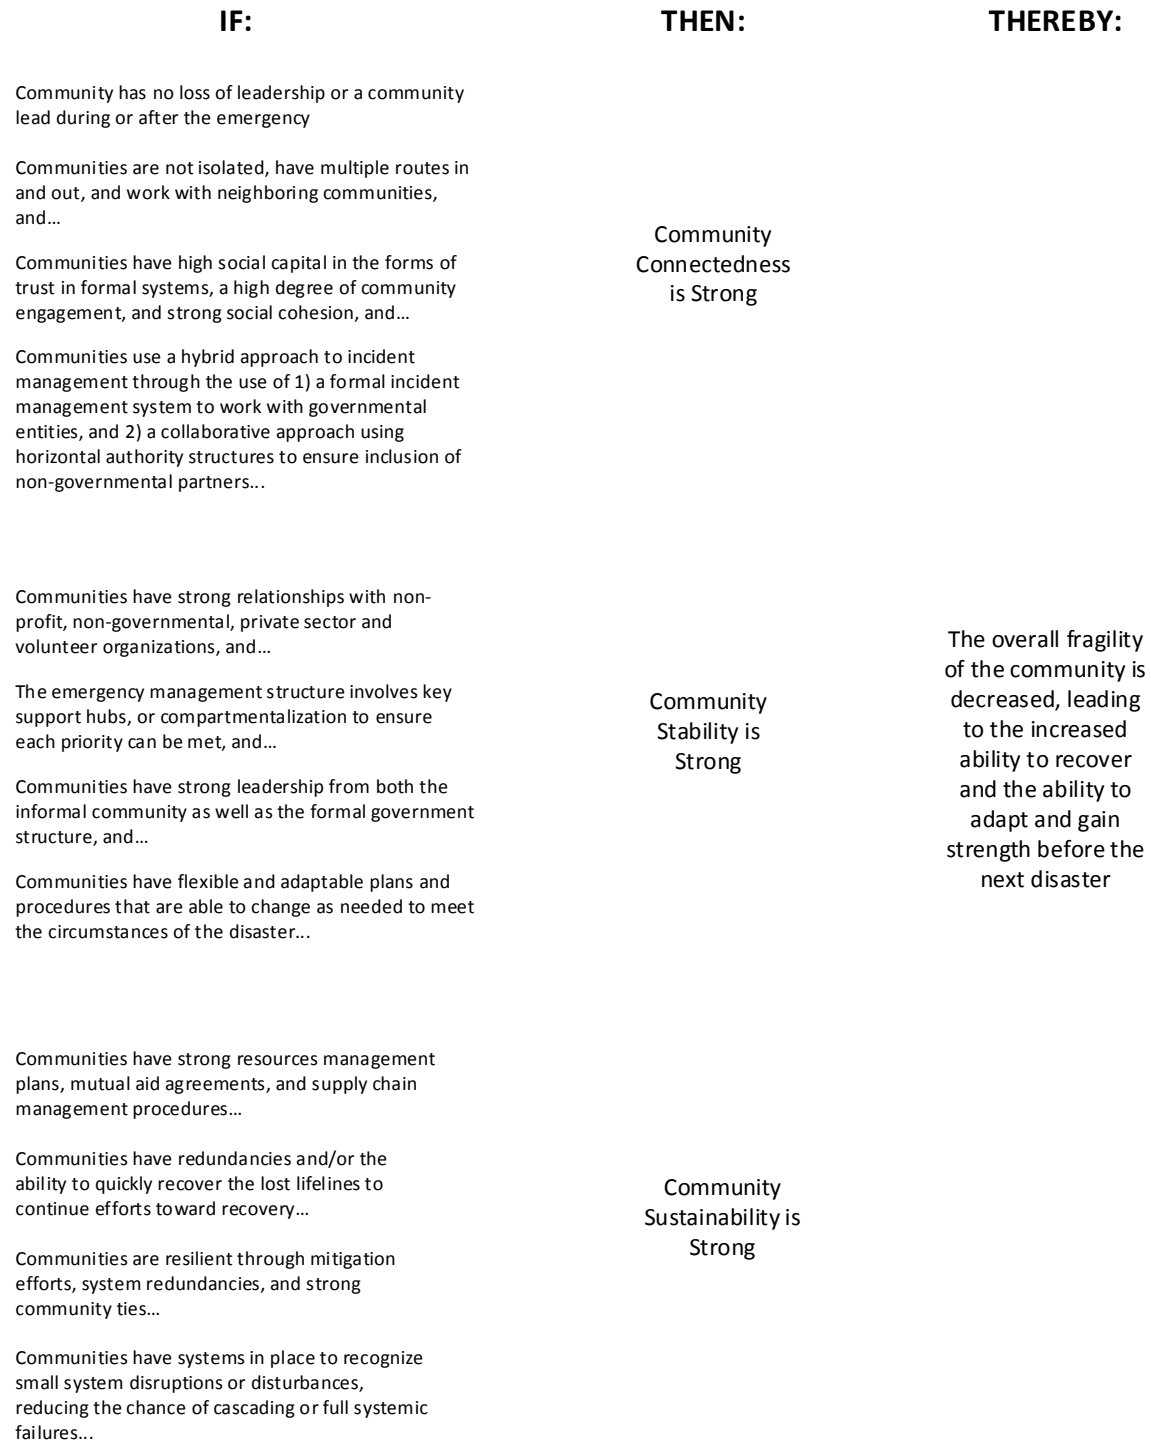 IF:
THEN:
THEREBY:
Community has no loss of leadership or a community
lead during or after the emergency
Communities are not isolated, have multiple routes in
and out, and work with neighboring communities,
and...
Communities have high social capital in the forms of
trust in formal systems, a high degree of community
engagement, and strong social cohesion, and...
Communities use a hybrid approach to incident
management through the use of 1) a formal incident
management system to work with governmental
entities, and 2) a collaborative approach using
horizontal authority structures to ensure inclusion of
non-governmental partners...
Community
Connectedness
is Strong
Communities have strong relationships with non-
profit, non-governmental, private sector and
volunteer organizations, and...
The emergency management structure involves key
support hubs, or compartmentalization to ensure
each priority can be met, and...
Communities have strong leadership from both the
informal community as well as the formal government
structure, and...
Communities have flexible and adaptable plans and
procedures that are able to change as needed to meet
the circumstances of the disaster...
Community
Stability is
Strong
Communities have strong resources management
plans, mutual aid agreements, and supply chain
management procedures...
Communities have redundancies and/or the
ability to quickly recover the lost lifelines to
continue efforts toward recovery...
Communities are resilient through mitigation
efforts, system redundancies, and strong
community ties...
Communities have systems in place to recognize
small system disruptions or disturbances,
reducing the chance of cascading or full systemic
failures...
Community
Sustainability is
Strong
The overall fragility
of the community is
decreased, leading
to the increased
ability to recover
and the ability to
adapt and gain
strength before the
next disaster